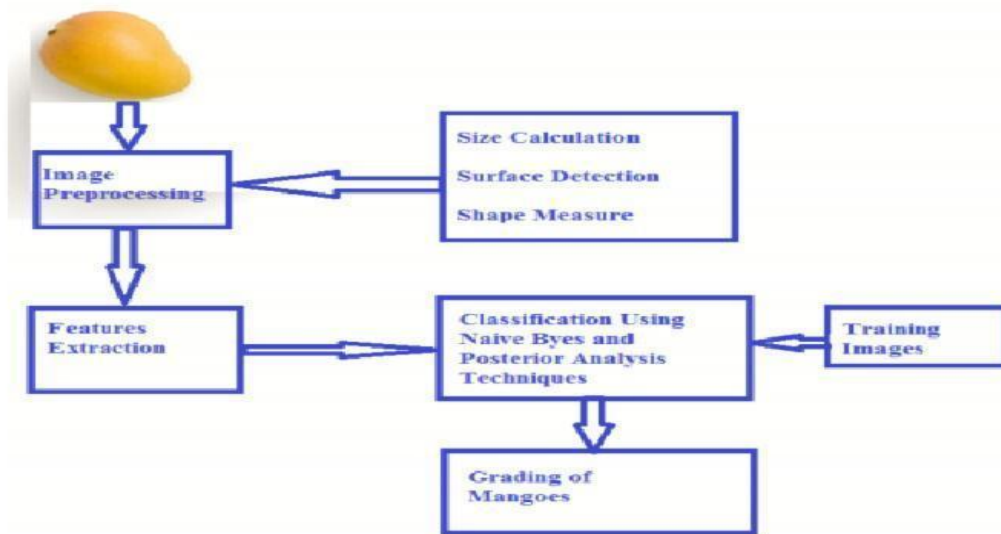 Image
Preprocessing
Size Calculation
Surface Detection
Shape Measure
Features
Extraction
Classification Using
Naive Byes and
Posterior Analysis
Techniques
Training
Images
Grading of
Mangoes